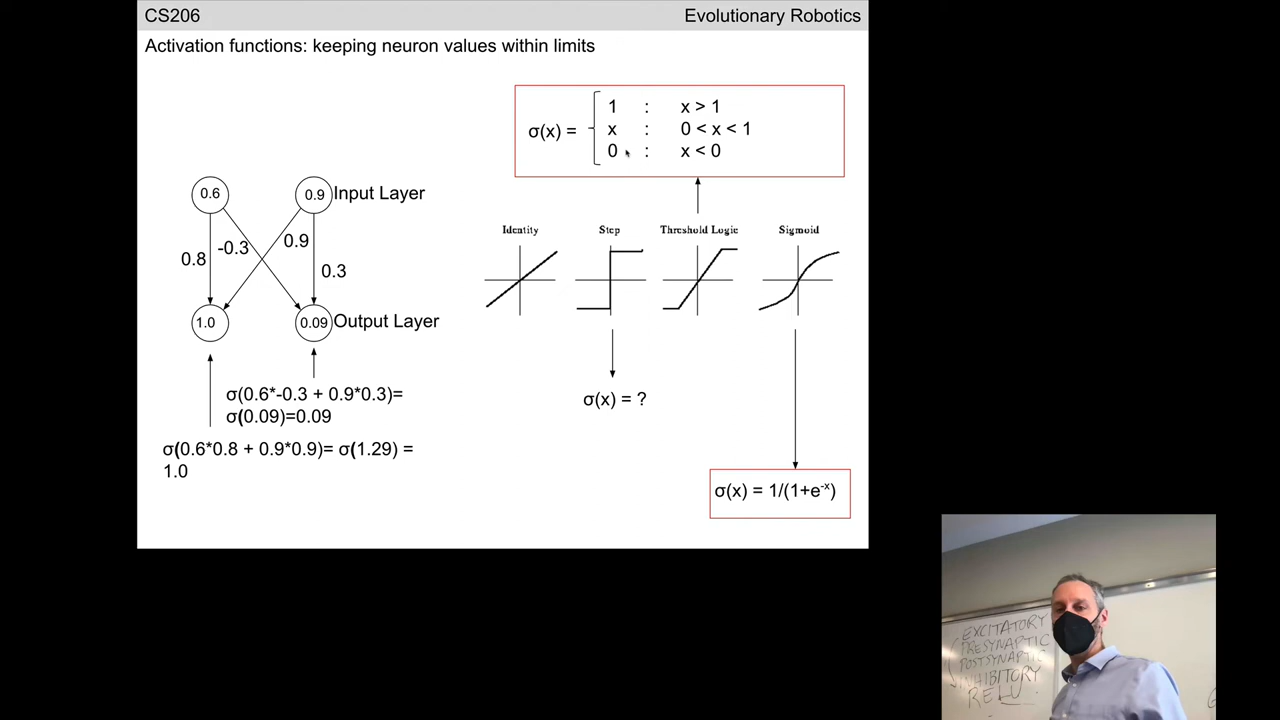 CS206
Evolutionary Robotics
Activation functions: keeping neuron values within limits
σ(x) =
1 : x > 1
x : 0 < x < 1
0 : x < 0
0.6
0.9
Input Layer
0.8
-0.3
0.9
0.3
1.0
0.09
Output Layer
σ(0.6*-0.3 + 0.9*0.3)=
σ(0.09)=0.09
σ(0.6*0.8 + 0.9*0.9)= σ(1.29) =
1.0
Identity
Step
Threshold Logic
Sigmoid
σ(x) = ?
σ(x) = 1/(1+e⁻ˣ)
EXCITATORY
PRESYNAPTIC
POSTSYNAPTIC
INHIBITORY
RELU